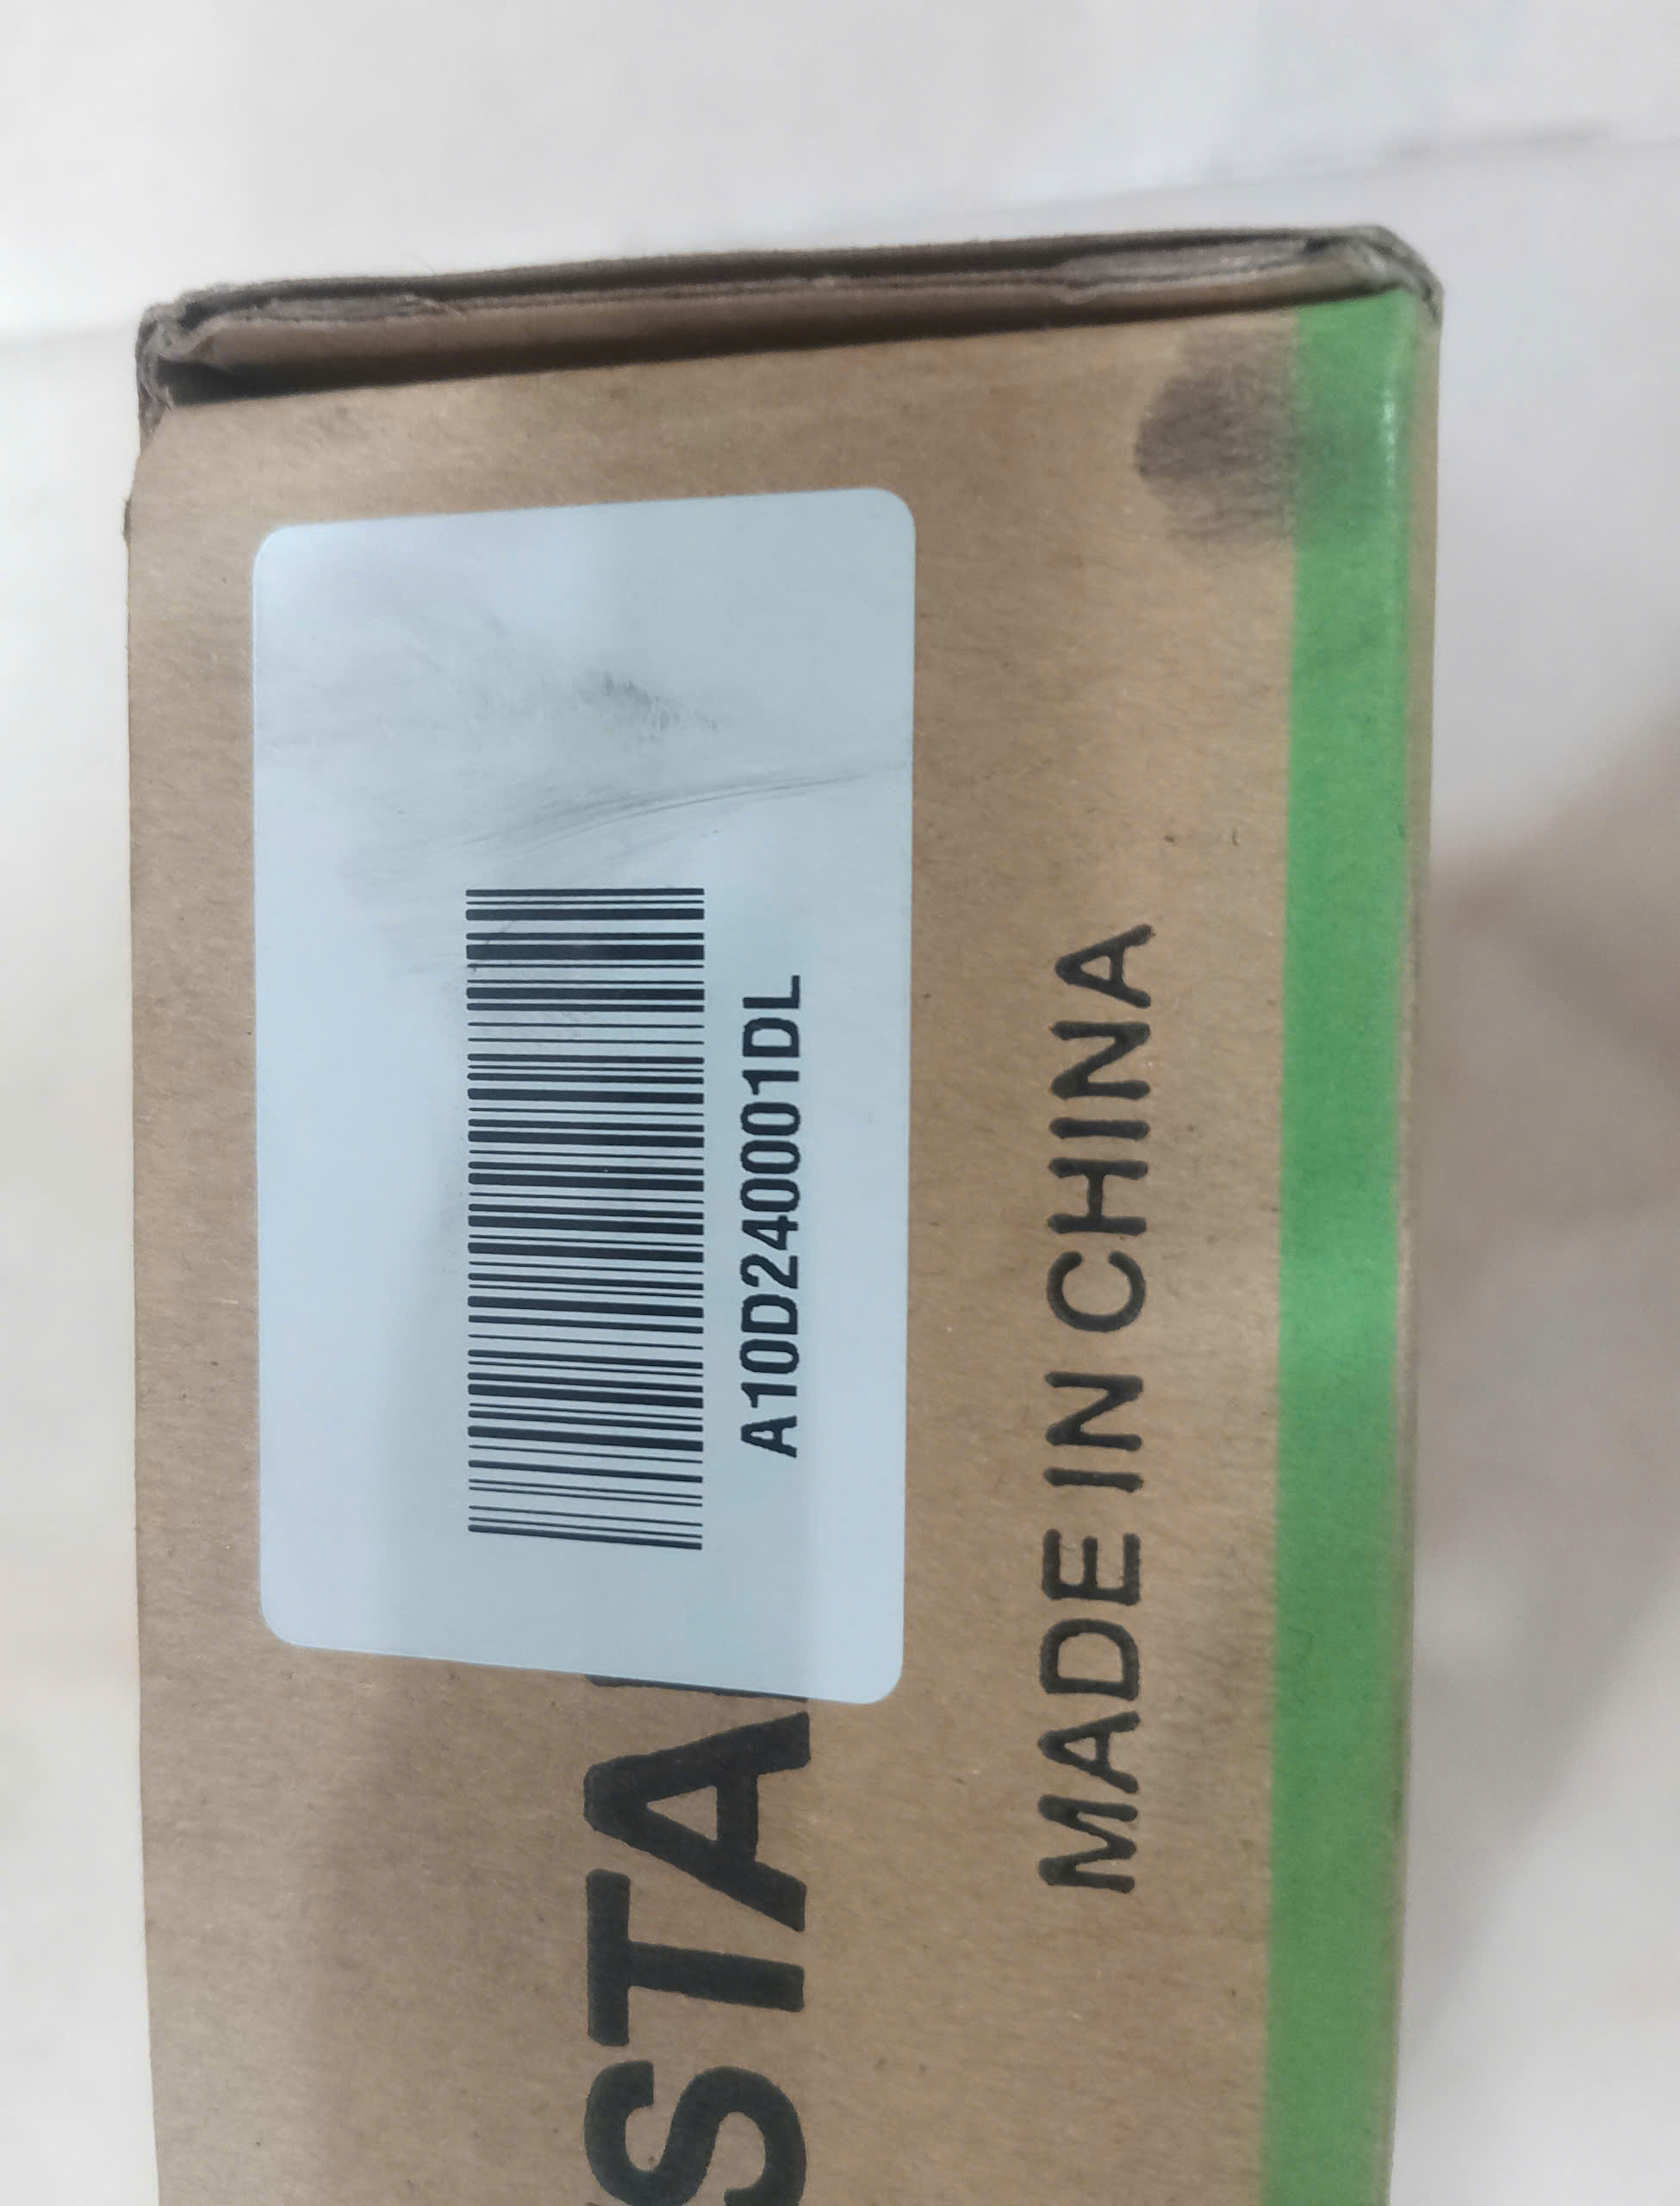 A10D240001DL
STA
MADE IN CHINA